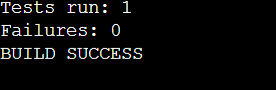 Tests run: 1
Failures: 0
BUILD SUCCESS